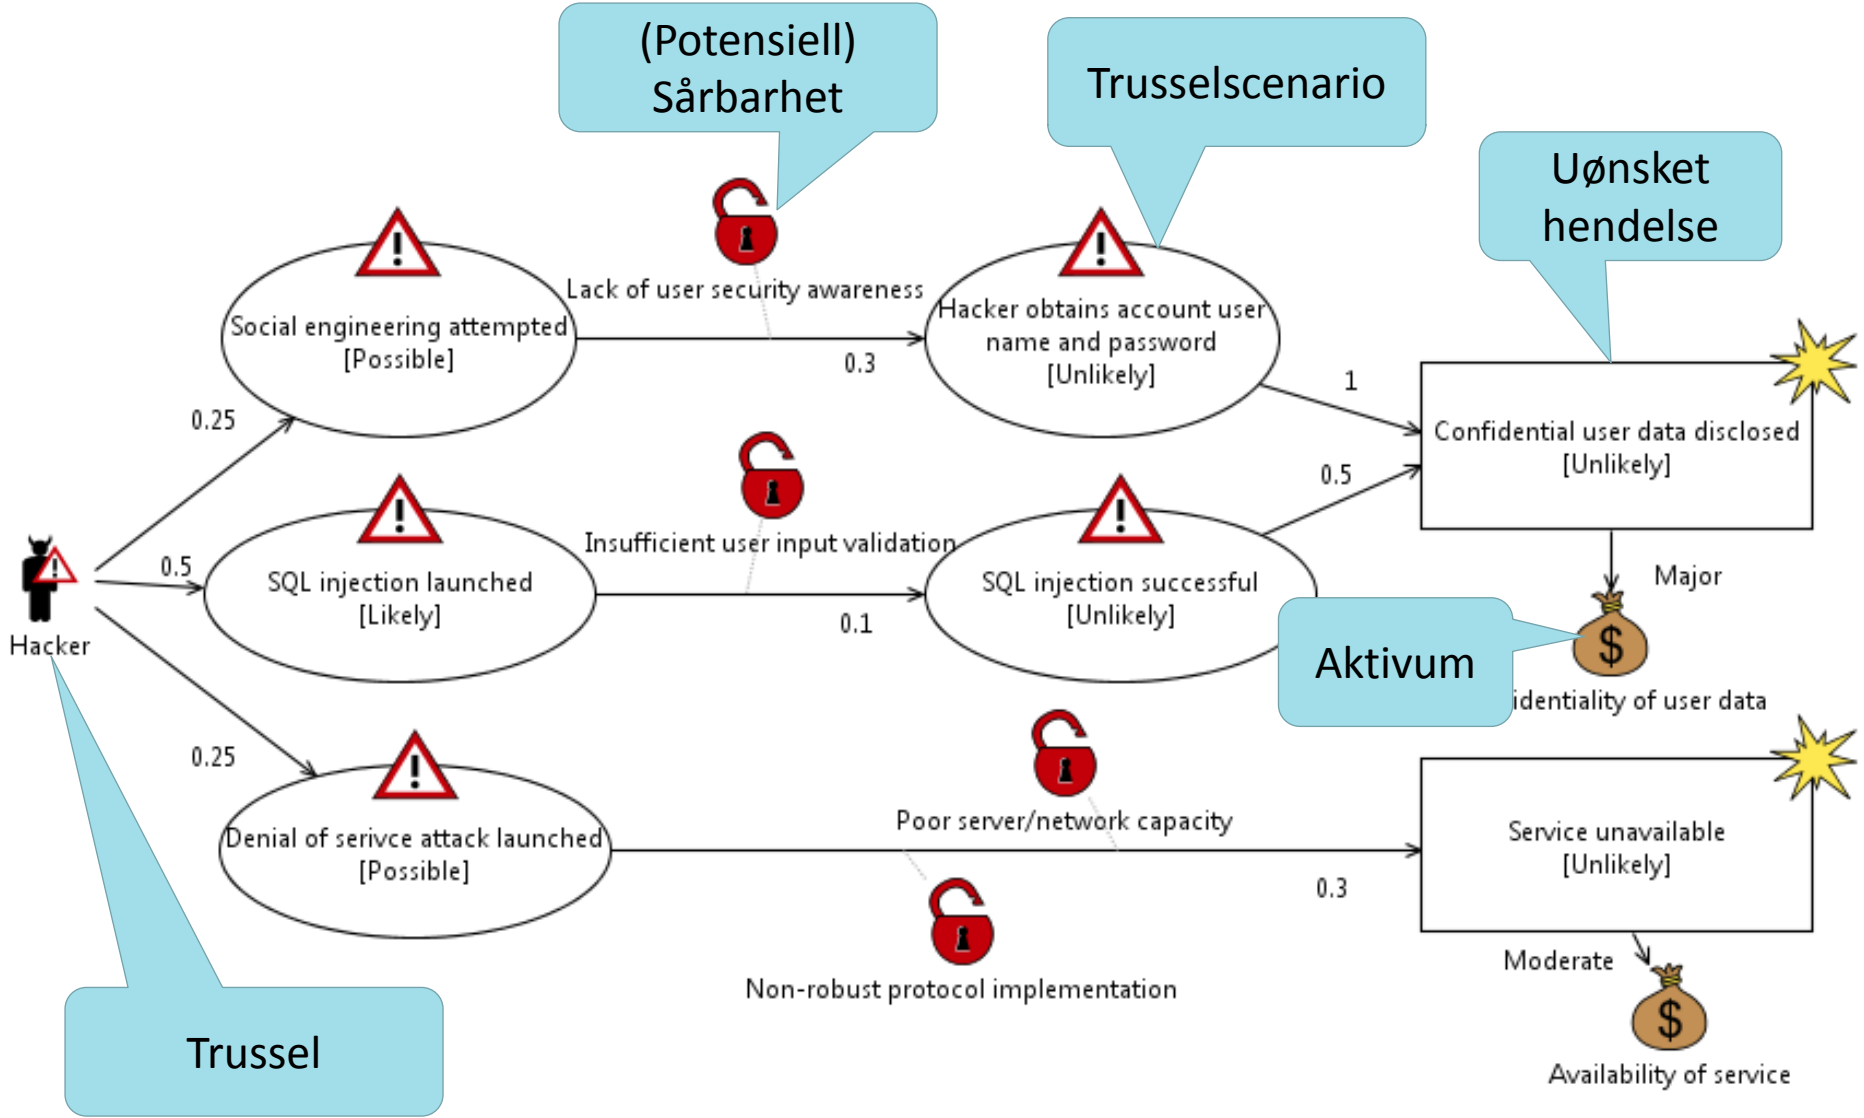 (Potensiell)
Sårbarhet
Trusselscenario
Uønsket
hendelse
Lack of user security awareness
Social engineering attempted
[Possible]
0.3
Hacker obtains account user
name and password
[Unlikely]
1
0.25
Confidential user data disclosed
[Unlikely]
0.5
Insufficient user input validation
0.5
SQL injection launched
[Likely]
0.1
SQL injection successful
[Unlikely]
Major
Hacker
Aktivum
$
identiality of user data
0.25
Poor server/network capacity
Denial of serivce attack launched
[Possible]
Service unavailable
[Unlikely]
0.3
Non-robust protocol implementation
Moderate
$
Trussel
Availability of service